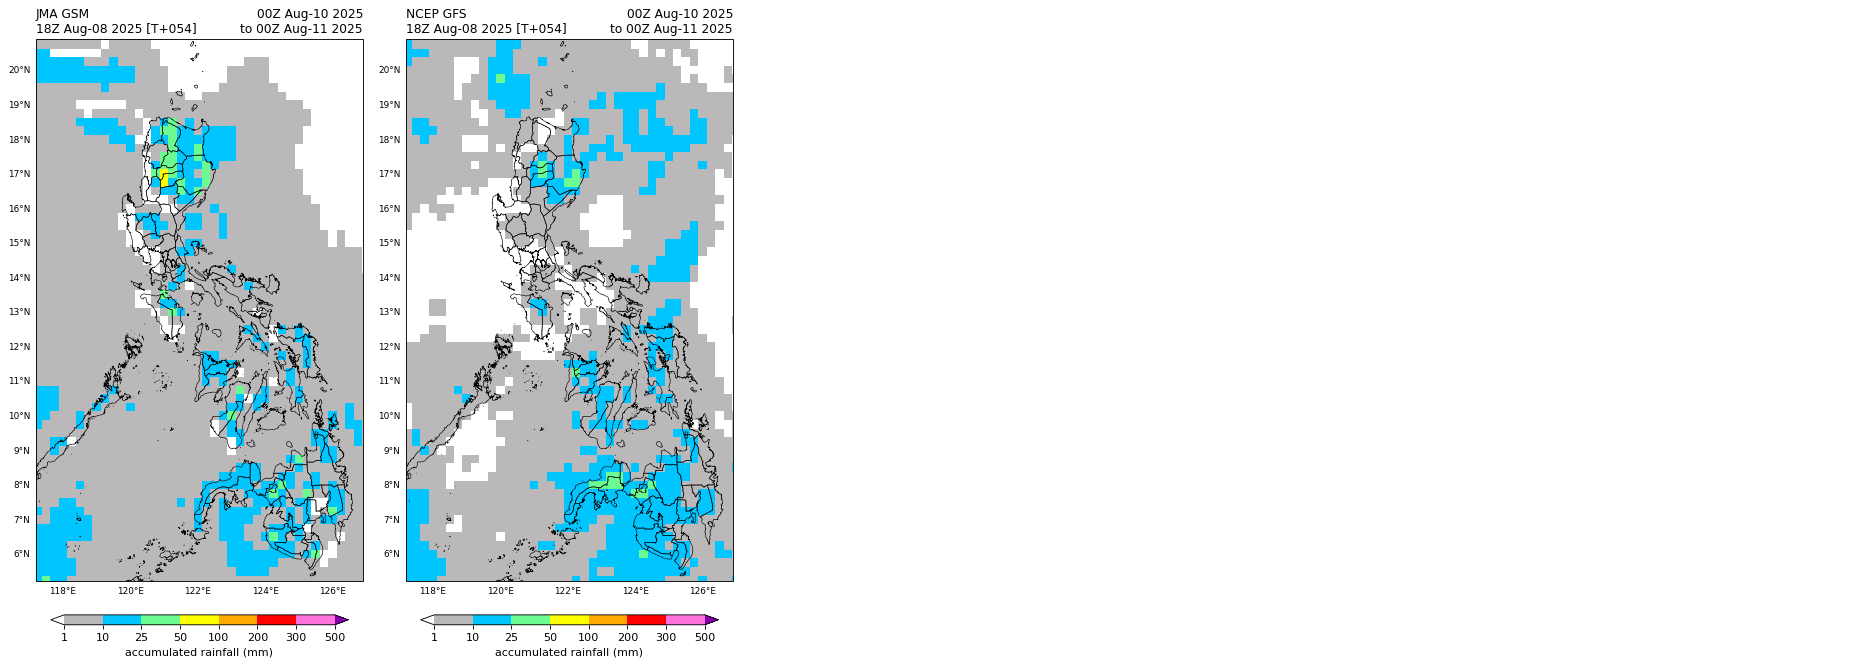 JMA GSM 00Z Aug-10 2025
18Z Aug-08 2025 [T+054] to 00Z Aug-11 2025
20°N
19°N
18°N
17°N
16°N
15°N
14°N
13°N
12°N
11°N
10°N
9°N
8°N
7°N
6°N
118°E 120°E 122°E 124°E 126°E
1 10 25 50 100 200 300 500
accumulated rainfall (mm)
NCEP GFS 00Z Aug-10 2025
18Z Aug-08 2025 [T+054] to 00Z Aug-11 2025
20°N
19°N
18°N
17°N
16°N
15°N
14°N
13°N
12°N
11°N
10°N
9°N
8°N
7°N
6°N
118°E 120°E 122°E 124°E 126°E
1 10 25 50 100 200 300 500
accumulated rainfall (mm)